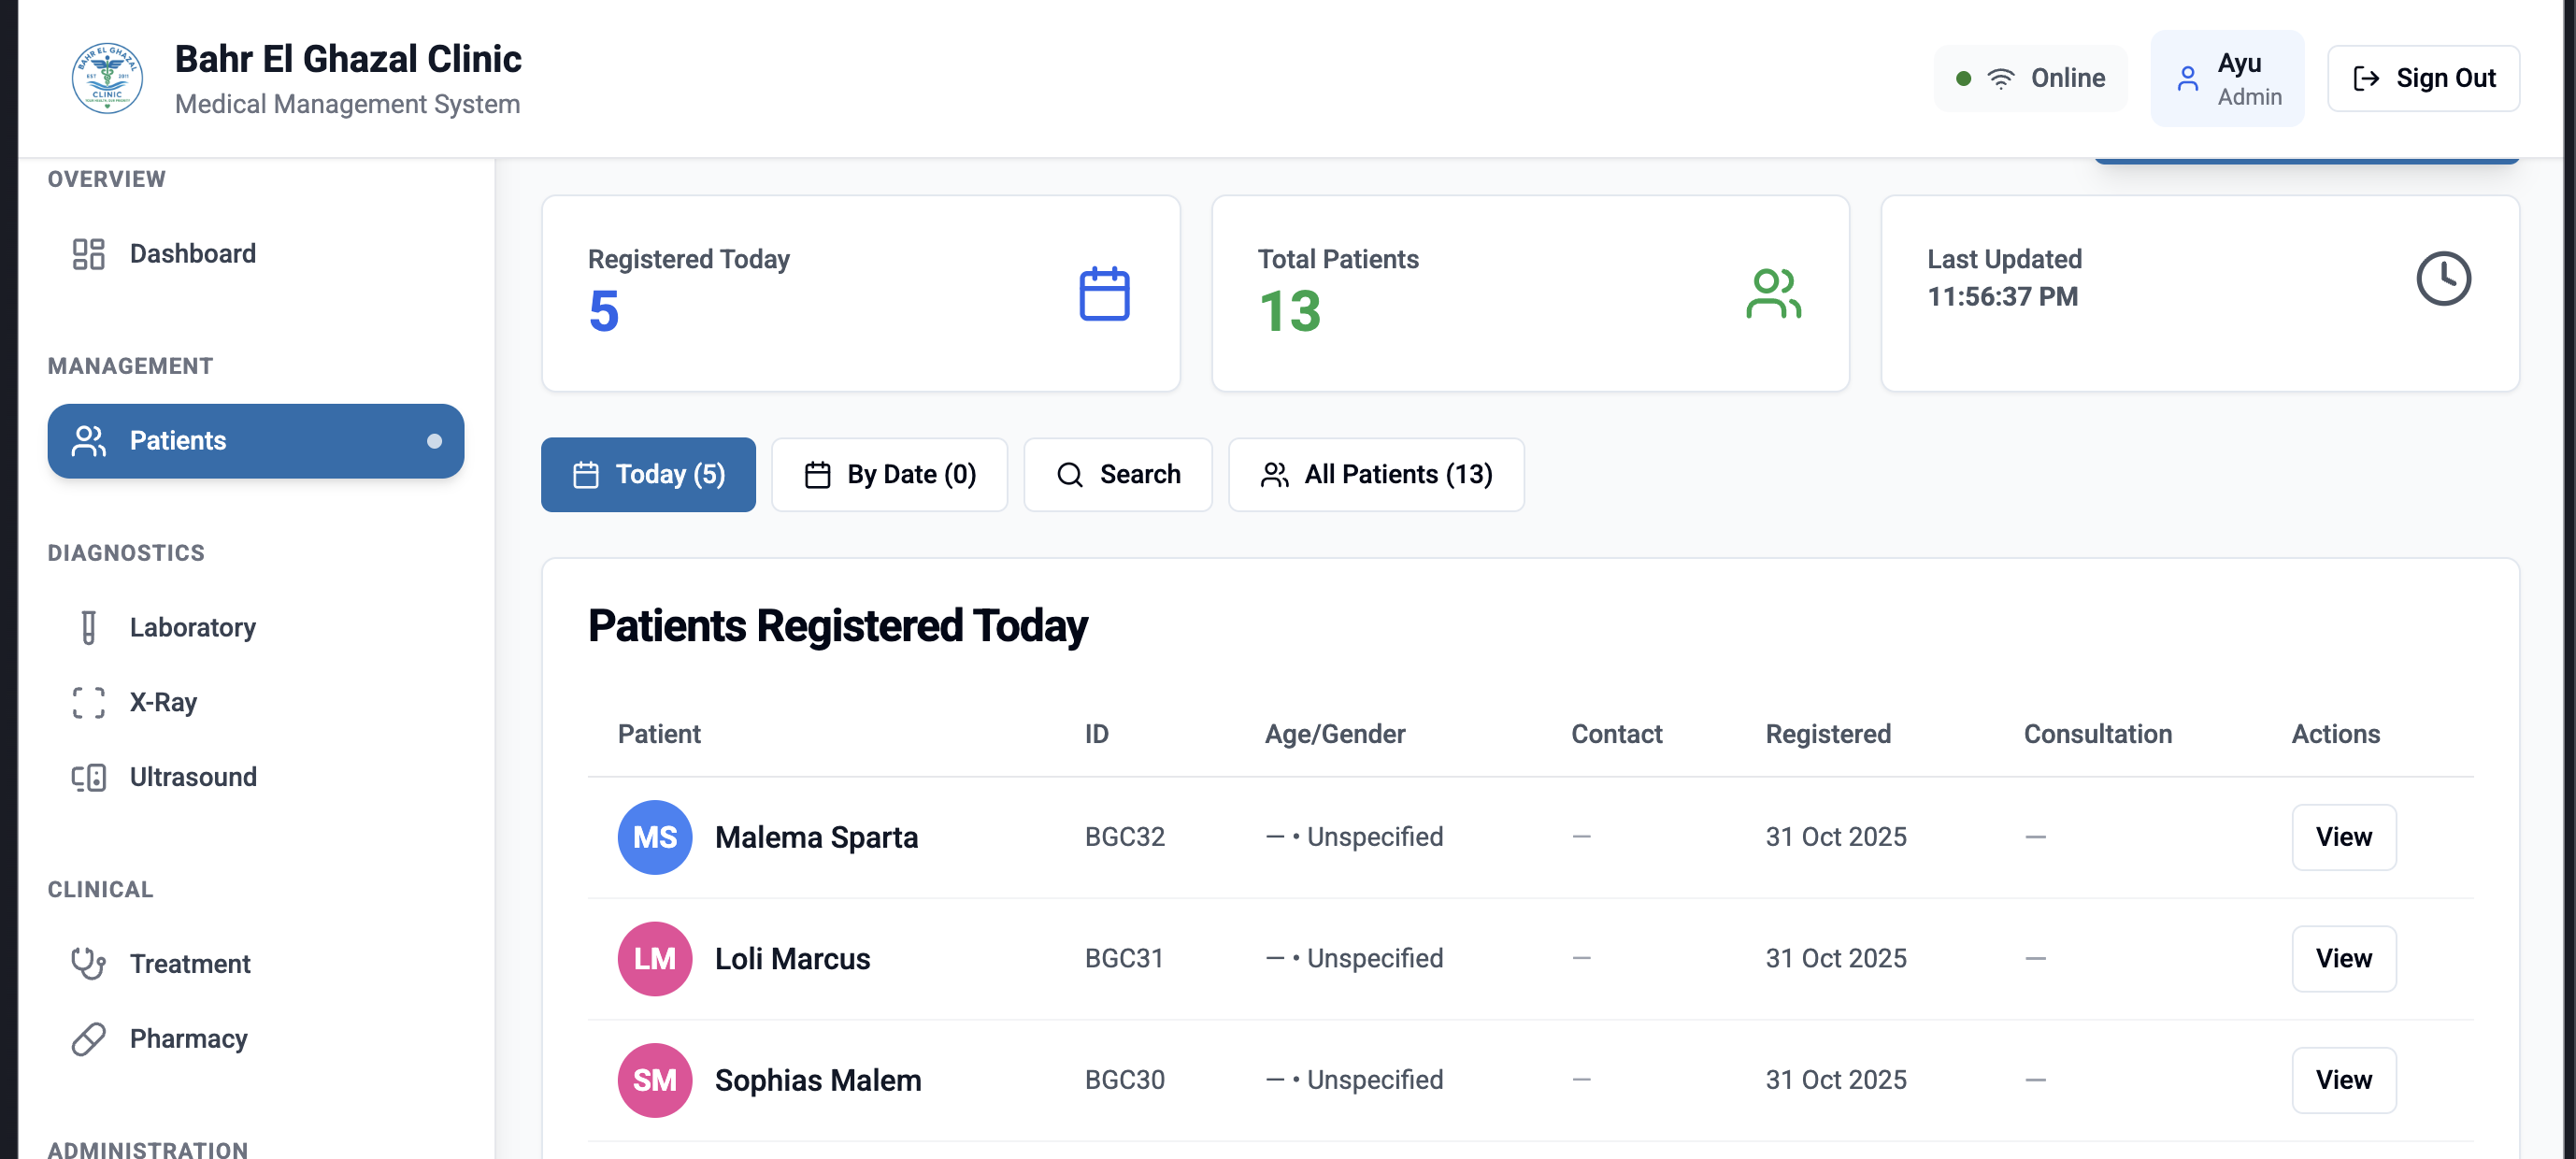 BAHR EL GHAZAL
EST 2011
CLINIC
Bahr El Ghazal Clinic
Medical Management System
Online
Ayu
Admin
Sign Out
OVERVIEW
Dashboard
MANAGEMENT
Patients
DIAGNOSTICS
Laboratory
X-Ray
Ultrasound
CLINICAL
Treatment
Pharmacy
ADMINISTRATION
Registered Today
5
Total Patients
13
Last Updated
11:56:37 PM
Today (5)
By Date (0)
Search
All Patients (13)
Patients Registered Today
Patient ID Age/Gender Contact Registered Consultation Actions
MS Malema Sparta BGC32 — • Unspecified — 31 Oct 2025 — View
LM Loli Marcus BGC31 — • Unspecified — 31 Oct 2025 — View
SM Sophias Malem BGC30 — • Unspecified — 31 Oct 2025 — View